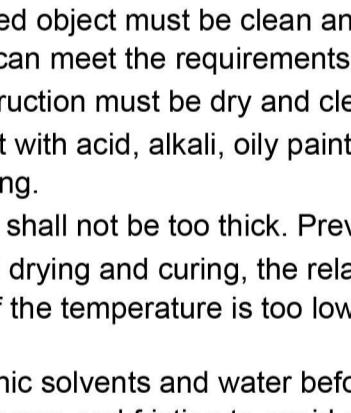 ed object must be clean an
can meet the requirements
ruction must be dry and cle
t with acid, alkali, oily paint
ng.
shall not be too thick. Prev
drying and curing, the rela
the temperature is too low
nic solvents and water befo